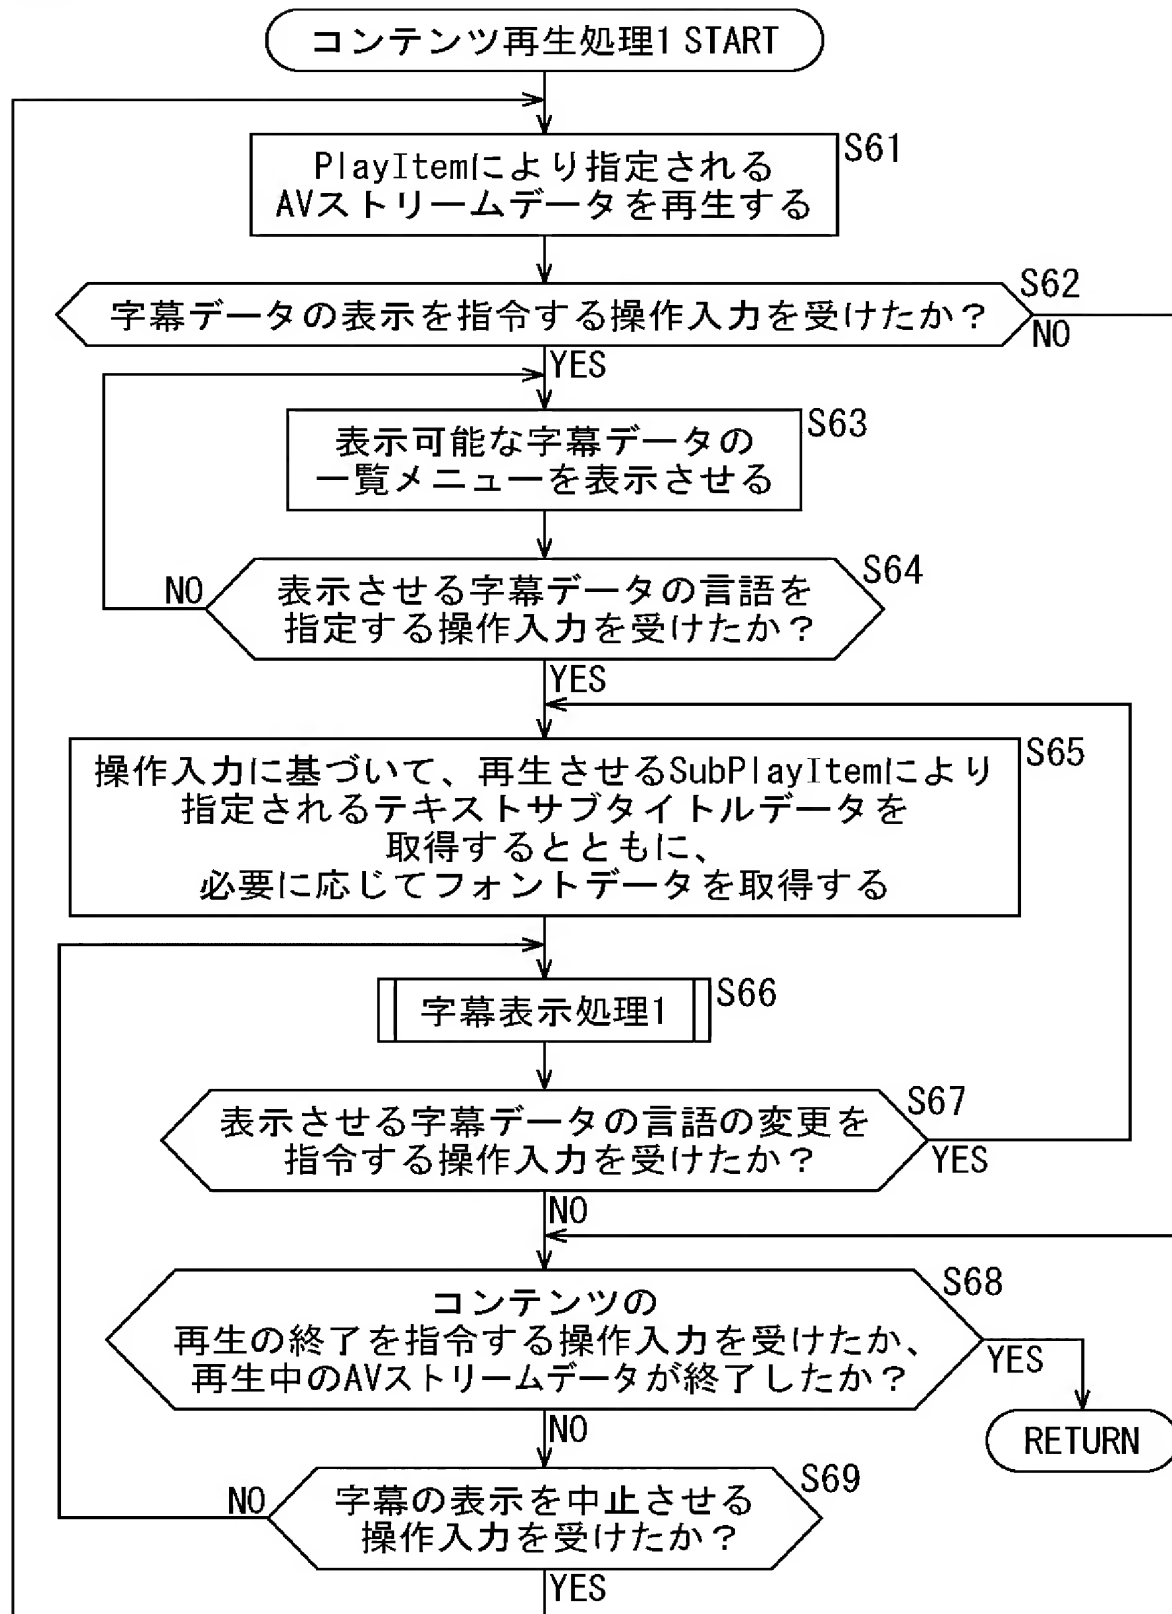 コンテンツ再生処理1 START
PlayItemにより指定される
AVストリームデータを再生する
S61
字幕データの表示を指令する操作入力を受けたか？
S62
NO
YES
表示可能な字幕データの
一覧メニューを表示させる
S63
表示させる字幕データの言語を
指定する操作入力を受けたか？
S64
NO
YES
操作入力に基づいて、再生させるSubPlayItemにより
指定されるテキストサブタイトルデータを
取得するとともに、
必要に応じてフォントデータを取得する
S65
字幕表示処理1
S66
表示させる字幕データの言語の変更を
指令する操作入力を受けたか？
S67
YES
NO
コンテンツの
再生の終了を指令する操作入力を受けたか、
再生中のAVストリームデータが終了したか？
S68
YES
RETURN
NO
字幕の表示を中止させる
操作入力を受けたか？
S69
NO
YES